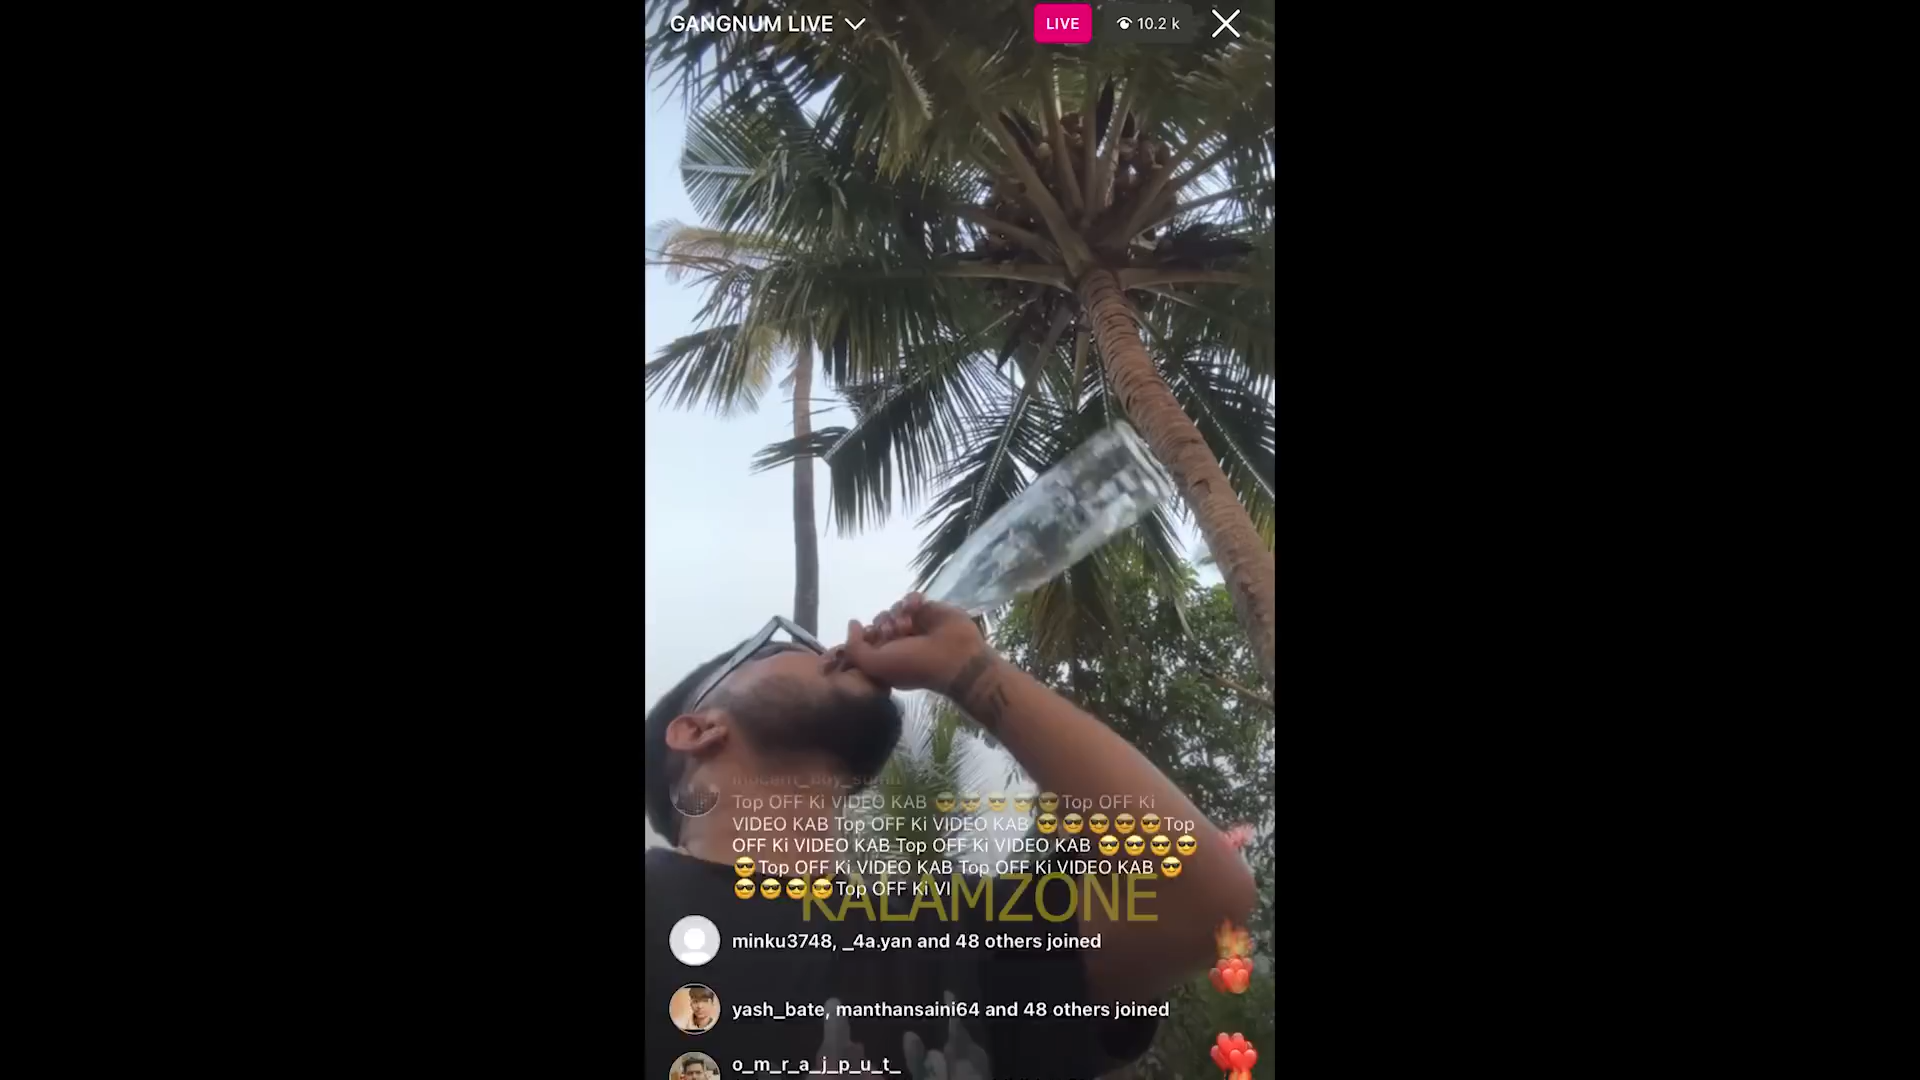 GANGNUM LIVE
LIVE
10.2 k
Top OFF Ki VIDEO KAB 😎😎😎😎😎Top OFF Ki
VIDEO KAB Top OFF Ki VIDEO KAB 😎😎😎😎😎Top
OFF Ki VIDEO KAB Top OFF Ki VIDEO KAB 😎😎😎😎
😎Top OFF Ki VIDEO KAB Top OFF Ki VIDEO KAB 😎
😎😎😎😎Top OFF Ki VI
KALAMZONE
minku3748, _4a.yan and 48 others joined
yash_bate, manthansaini64 and 48 others joined
o_m_r_a_j_p_u_t_